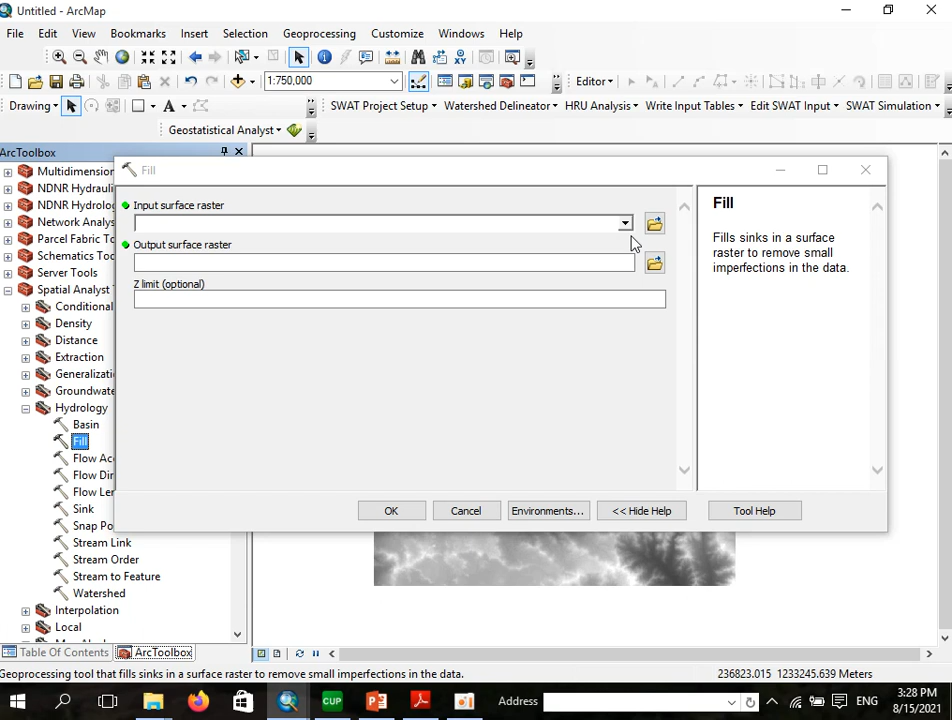 Untitled - ArcMap
File Edit View Bookmarks Insert Selection Geoprocessing Customize Windows Help
1:750,000
Editor
Drawing A SWAT Project Setup Watershed Delineator HRU Analysis Write Input Tables Edit SWAT Input SWAT Simulation
Geostatistical Analyst
ArcToolbox
Multidimension
NDNR Hydrauli
NDNR Hydrolog
Network Analys
Parcel Fabric To
Schematics Too
Server Tools
Spatial Analyst
Conditional
Density
Distance
Extraction
Generalizati
Groundwate
Hydrology
Basin
Fill
Flow Acc
Flow Dir
Flow Len
Sink
Snap Po
Stream Link
Stream Order
Stream to Feature
Watershed
Interpolation
Local
Fill
Input surface raster
Output surface raster
Z limit (optional)
OK Cancel Environments... << Hide Help Tool Help
Fill
Fills sinks in a surface
raster to remove small
imperfections in the data.
Table Of Contents ArcToolbox
Geoprocessing tool that fills sinks in a surface raster to remove small imperfections in the data. 236823.015 1233245.639 Meters
CUP Address ENG 3:28 PM
8/15/2021